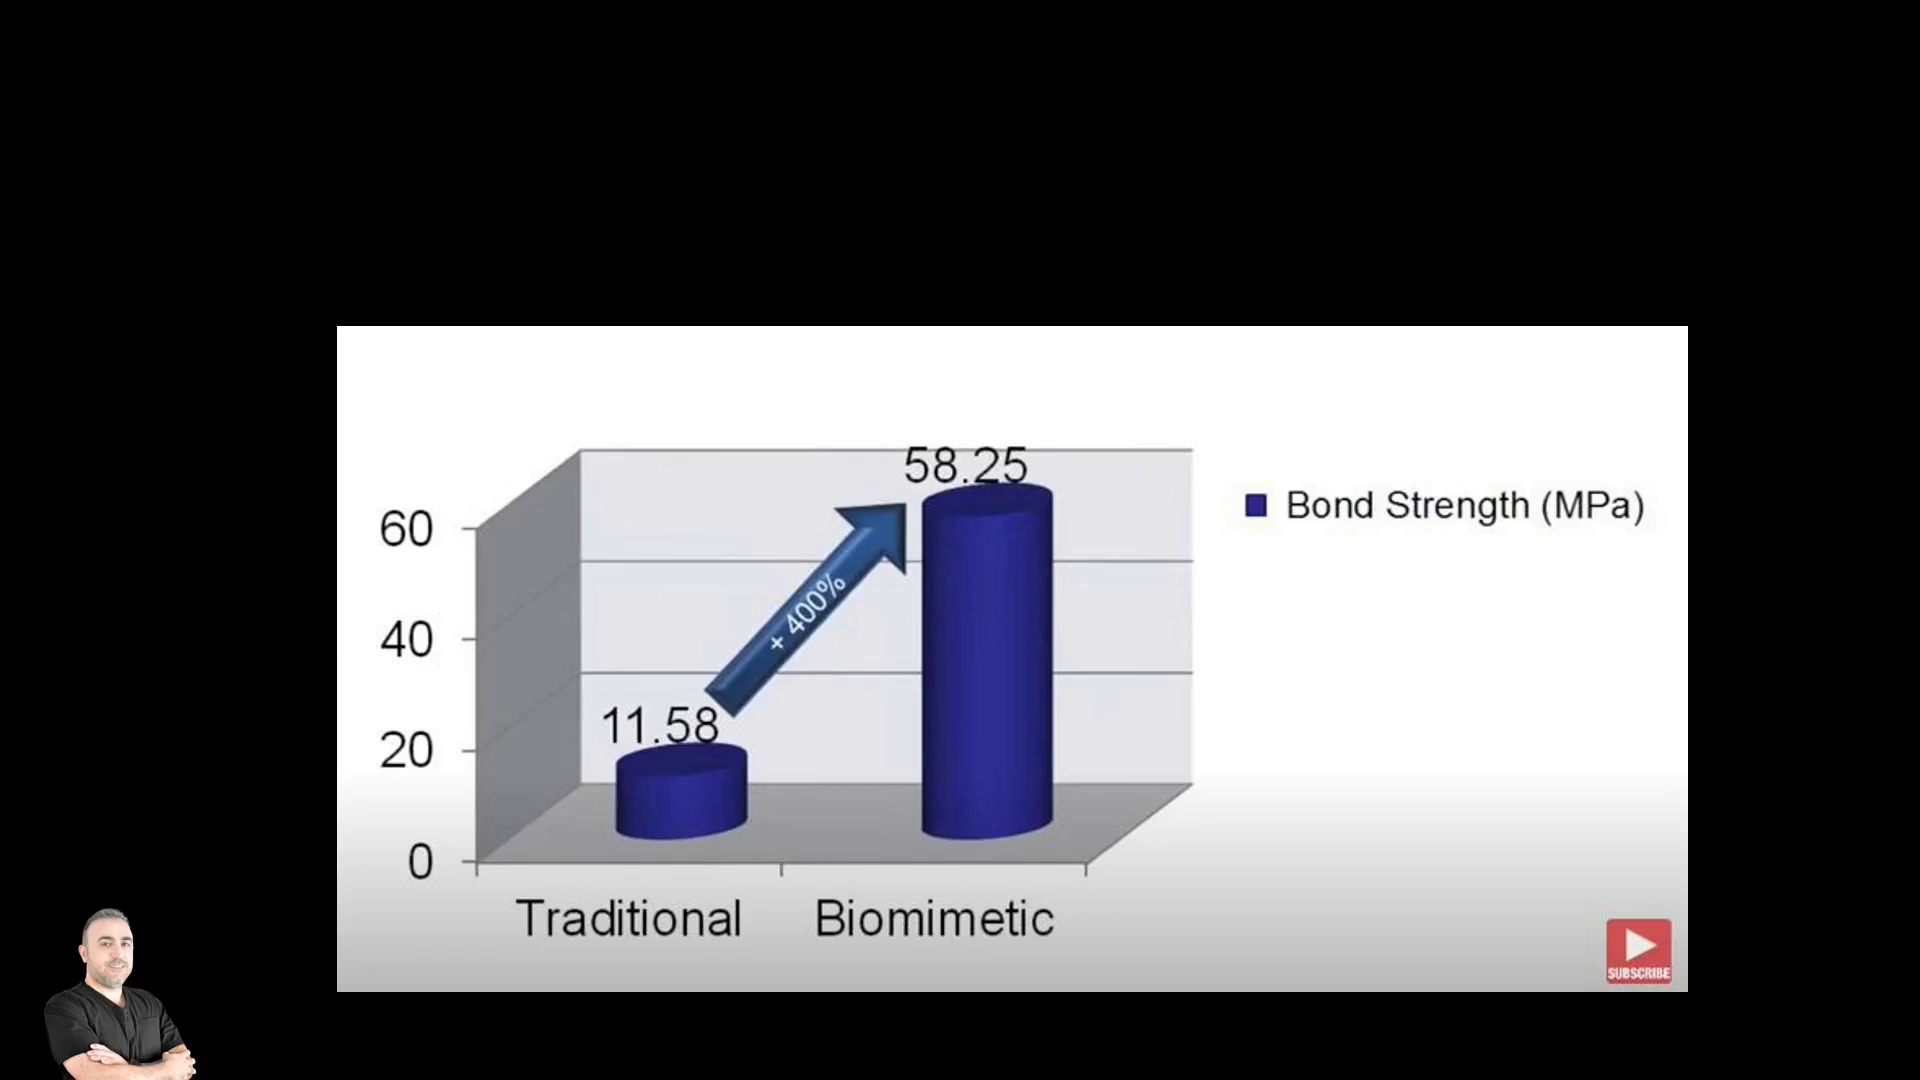 58.25
60
Bond Strength (MPa)
+ 400%
40
11.58
20
0
Traditional
Biomimetic
SUBSCRIBE